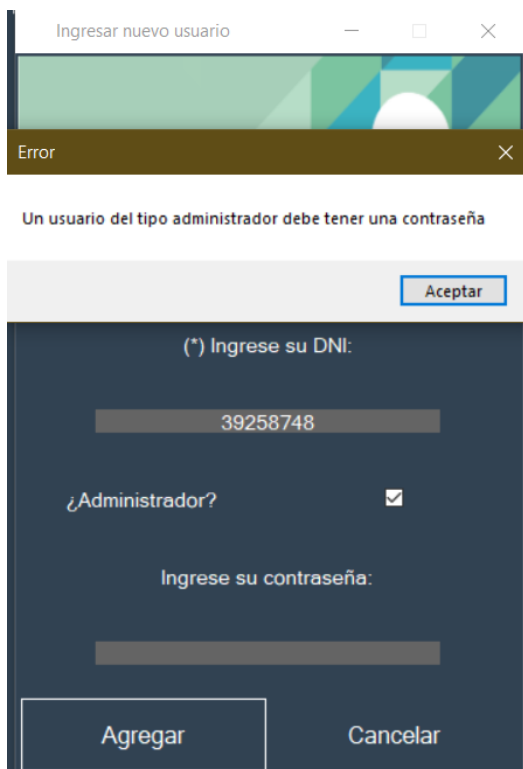 Ingresar nuevo usuario
Error
Un usuario del tipo administrador debe tener una contraseña
Aceptar
(*) Ingrese su DNI:
39258748
¿Administrador?
Ingrese su contraseña:
Agregar
Cancelar